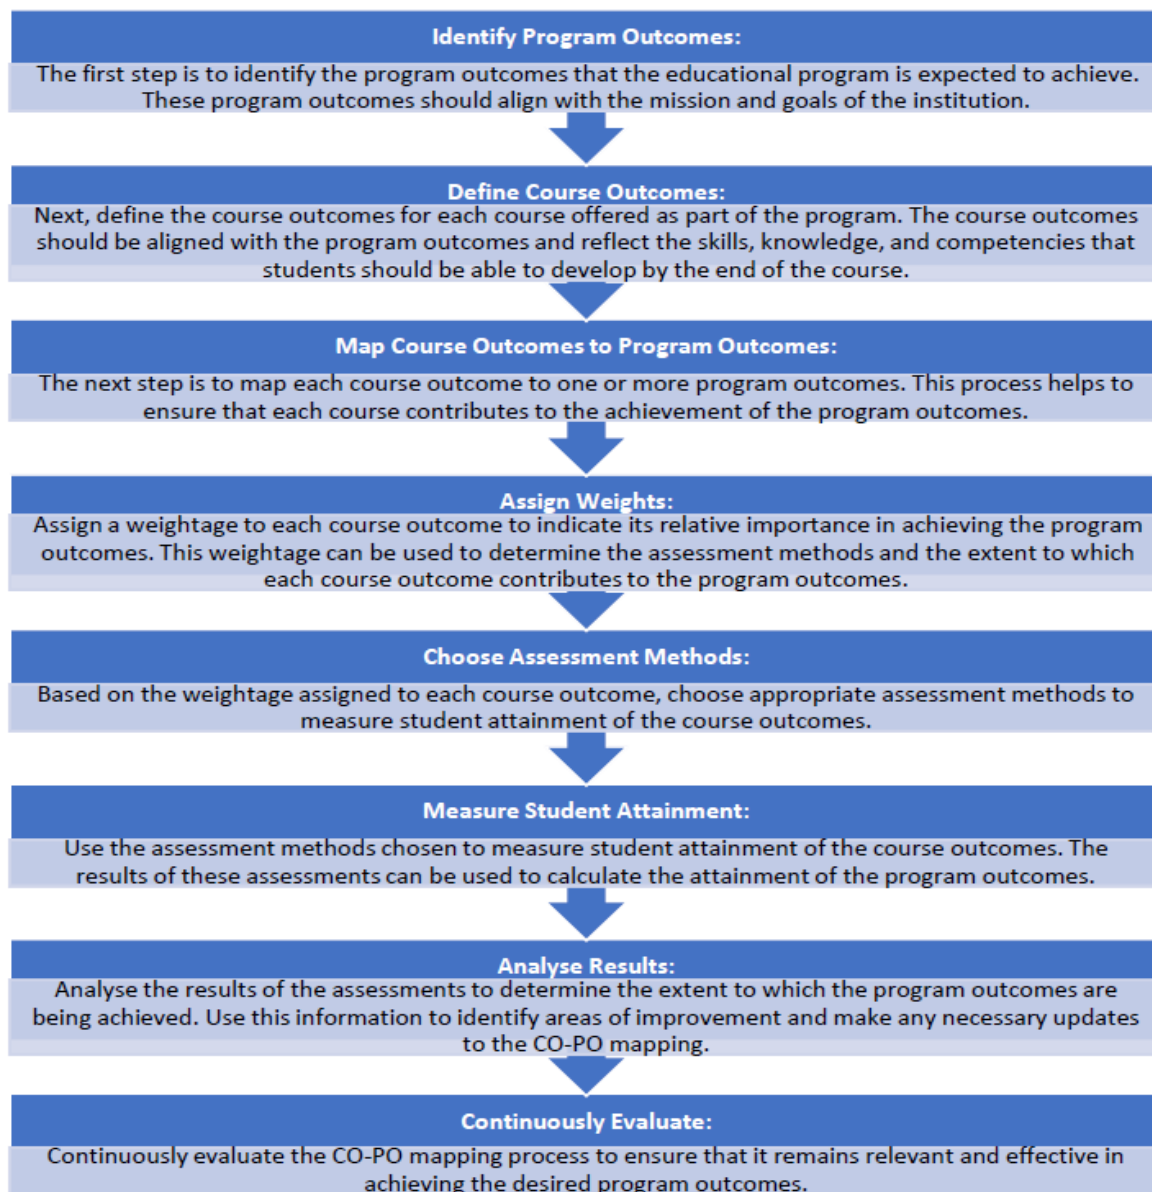 Identify Program Outcomes:
The first step is to identify the program outcomes that the educational program is expected to achieve.
These program outcomes should align with the mission and goals of the institution.
Define Course Outcomes:
Next, define the course outcomes for each course offered as part of the program. The course outcomes
should be aligned with the program outcomes and reflect the skills, knowledge, and competencies that
students should be able to develop by the end of the course.
Map Course Outcomes to Program Outcomes:
The next step is to map each course outcome to one or more program outcomes. This process helps to
ensure that each course contributes to the achievement of the program outcomes.
Assign Weights:
Assign a weightage to each course outcome to indicate its relative importance in achieving the program
outcomes. This weightage can be used to determine the assessment methods and the extent to which
each course outcome contributes to the program outcomes.
Choose Assessment Methods:
Based on the weightage assigned to each course outcome, choose appropriate assessment methods to
measure student attainment of the course outcomes.
Measure Student Attainment:
Use the assessment methods chosen to measure student attainment of the course outcomes. The
results of these assessments can be used to calculate the attainment of the program outcomes.
Analyse Results:
Analyse the results of the assessments to determine the extent to which the program outcomes are
being achieved. Use this information to identify areas of improvement and make any necessary updates
to the CO-PO mapping.
Continuously Evaluate:
Continuously evaluate the CO-PO mapping process to ensure that it remains relevant and effective in
achieving the desired program outcomes.